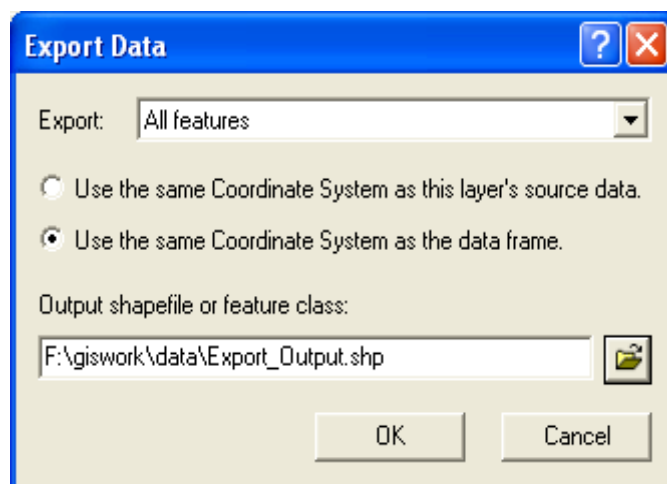 Export Data
Export: All features
Use the same Coordinate System as this layer's source data.
Use the same Coordinate System as the data frame.
Output shapefile or feature class:
F:\giswork\data\Export_Output.shp
OK Cancel